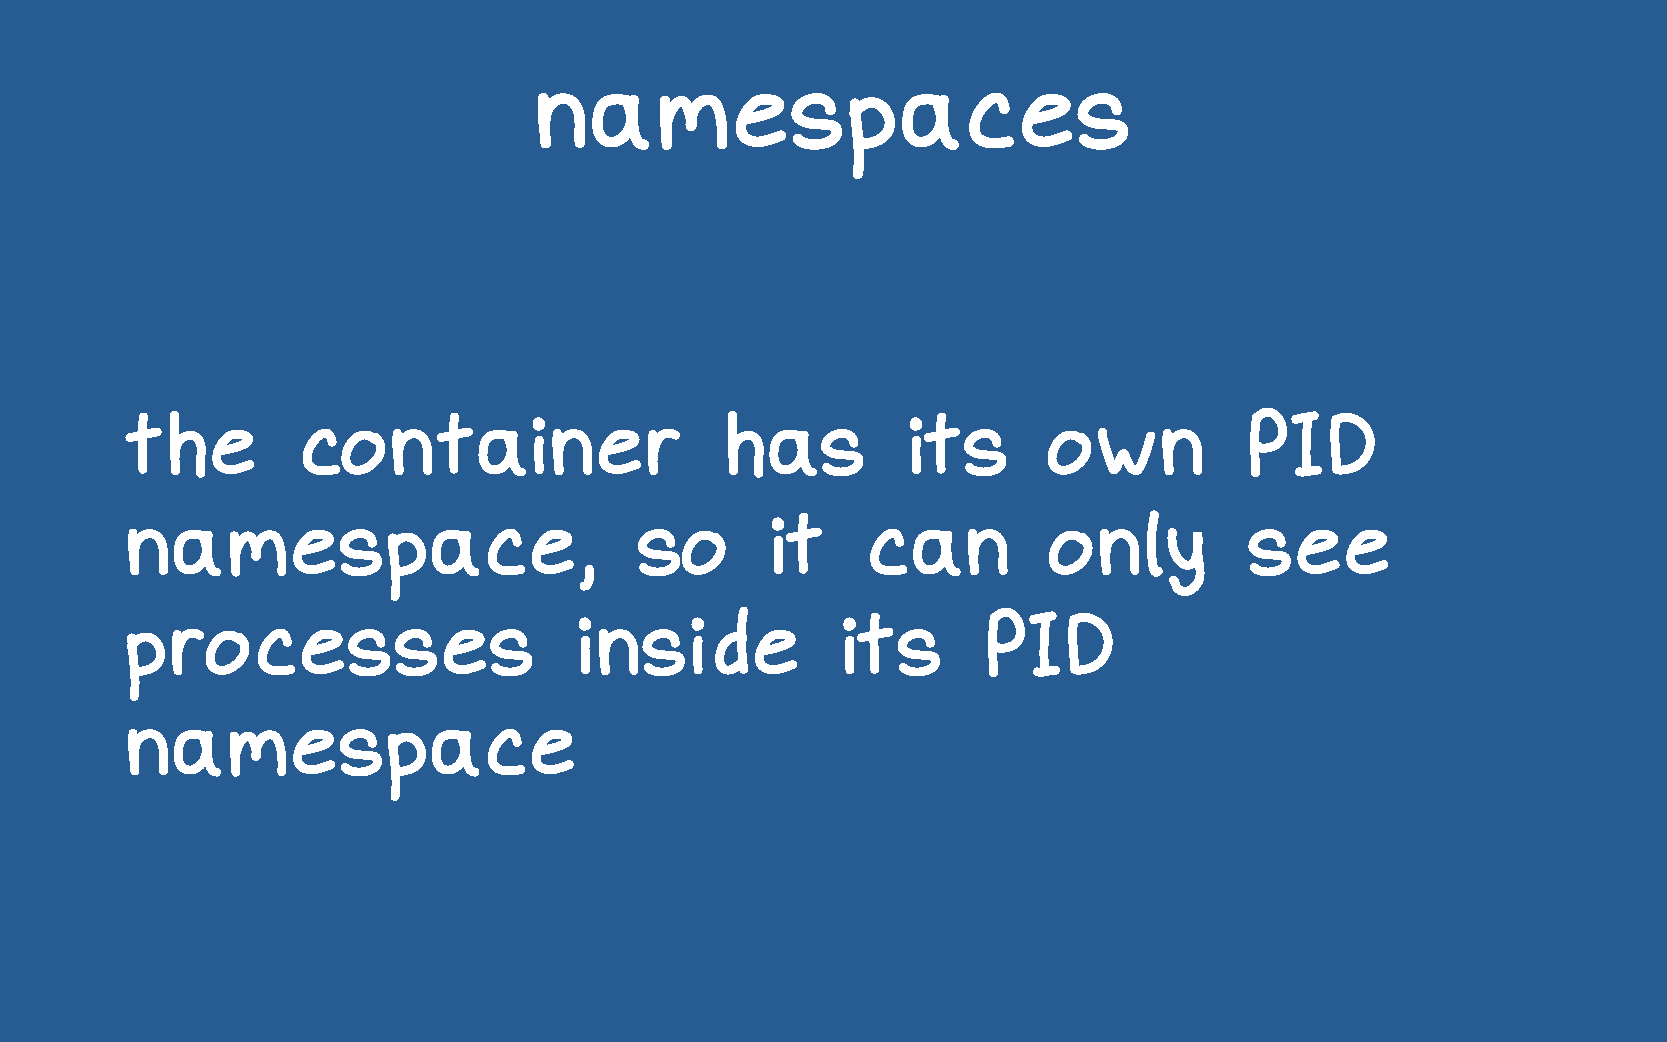 namespaces
the container has its own PID
namespace, so it can only see
processes inside its PID
namespace